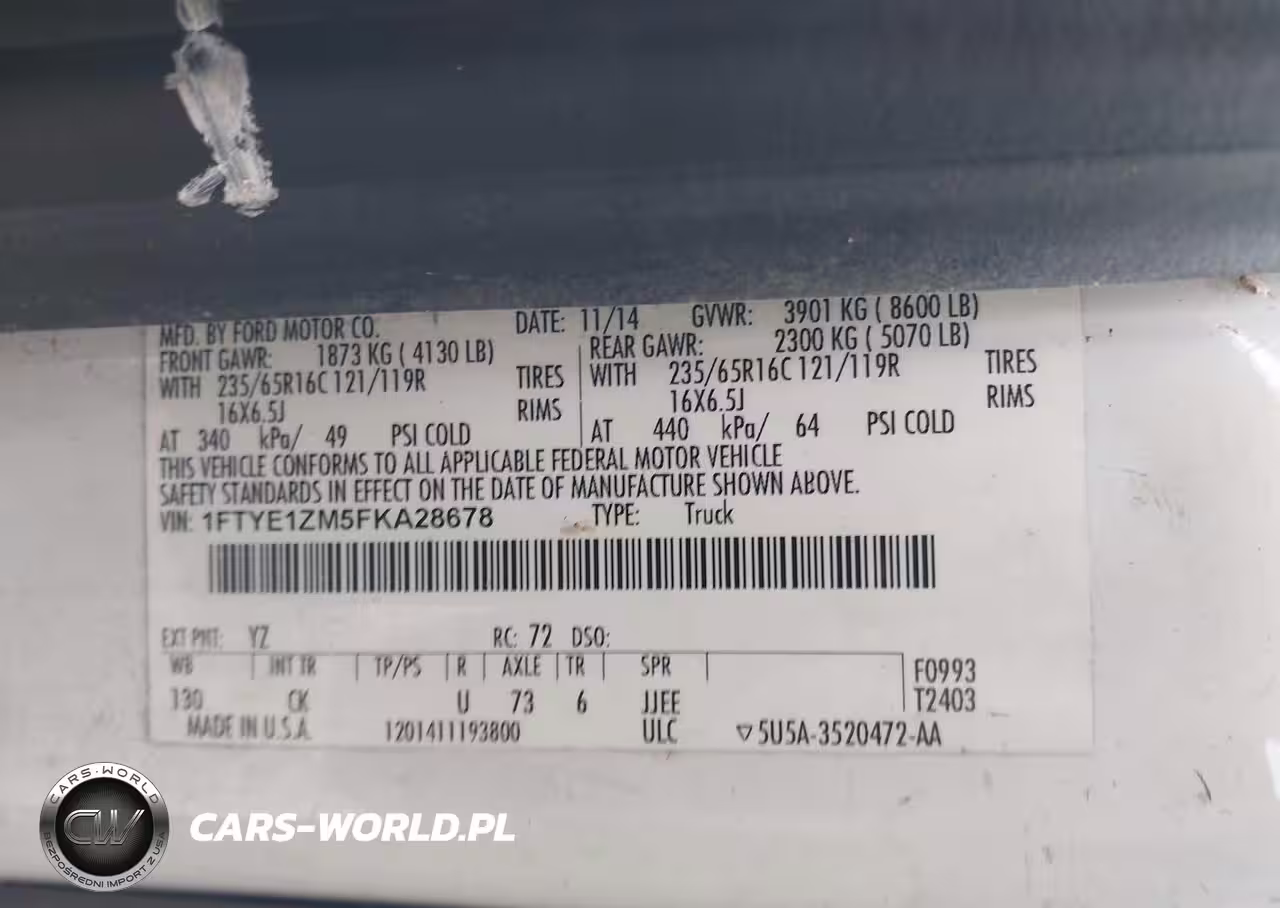 MFD. BY FORD MOTOR CO. DATE: 11/14 GVWR: 3901 KG ( 8600 LB)
FRONT GAWR: 1873 KG ( 4130 LB) REAR GAWR: 2300 KG ( 5070 LB)
WITH 235/65R16C 121/119R TIRES WITH 235/65R16C 121/119R TIRES
16X6.5J RIMS 16X6.5J RIMS
AT 340 kPa/ 49 PSI COLD AT 440 kPa/ 64 PSI COLD
THIS VEHICLE CONFORMS TO ALL APPLICABLE FEDERAL MOTOR VEHICLE
SAFETY STANDARDS IN EFFECT ON THE DATE OF MANUFACTURE SHOWN ABOVE.
VIN: 1FTYE1ZM5FKA28678 TYPE: Truck
EXT PNT: YZ RC: 72 DSO:
WB INT TR TP/PS R AXLE TR SPR F0993
130 CK U 73 6 JJEE T2403
MADE IN U.S.A. 1201411193800 ULC ▽5U5A-3520472-AA
CARS-WORLD
CW
BEZPOŚREDNI IMPORT Z USA
CARS-WORLD.PL